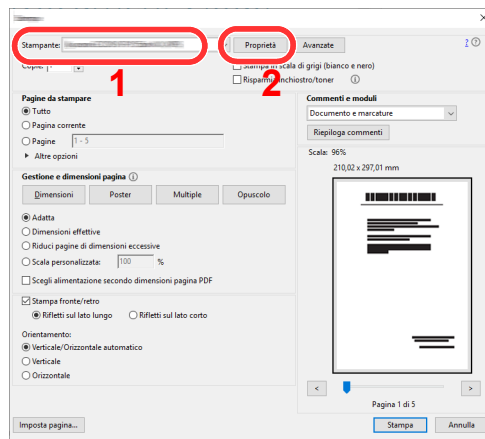 Stampante:
Proprietà
Avanzate
2
Copie:
Stampa in scala di grigi (bianco e nero)
1
2
Risparmi inchiostro/toner
Pagine da stampare
Commenti e moduli
Tutto
Documento e marcature
Pagina corrente
Riepiloga commenti
Pagine 1 - 5
Altre opzioni
Scala: 96%
210,02 x 297,01 mm
Gestione e dimensioni pagina
Dimensioni Poster Multiple Opuscolo
Adatta
Dimensioni effettive
Riduci pagine di dimensioni eccessive
Scala personalizzata: 100 %
Scegli alimentazione secondo dimensioni pagina PDF
Stampa fronte/retro
Rifletti sul lato lungo Rifletti sul lato corto
Orientamento:
Verticale/Orizzontale automatico
Verticale
Orizzontale
< >
Pagina 1 di 5
Imposta pagina... Stampa Annulla